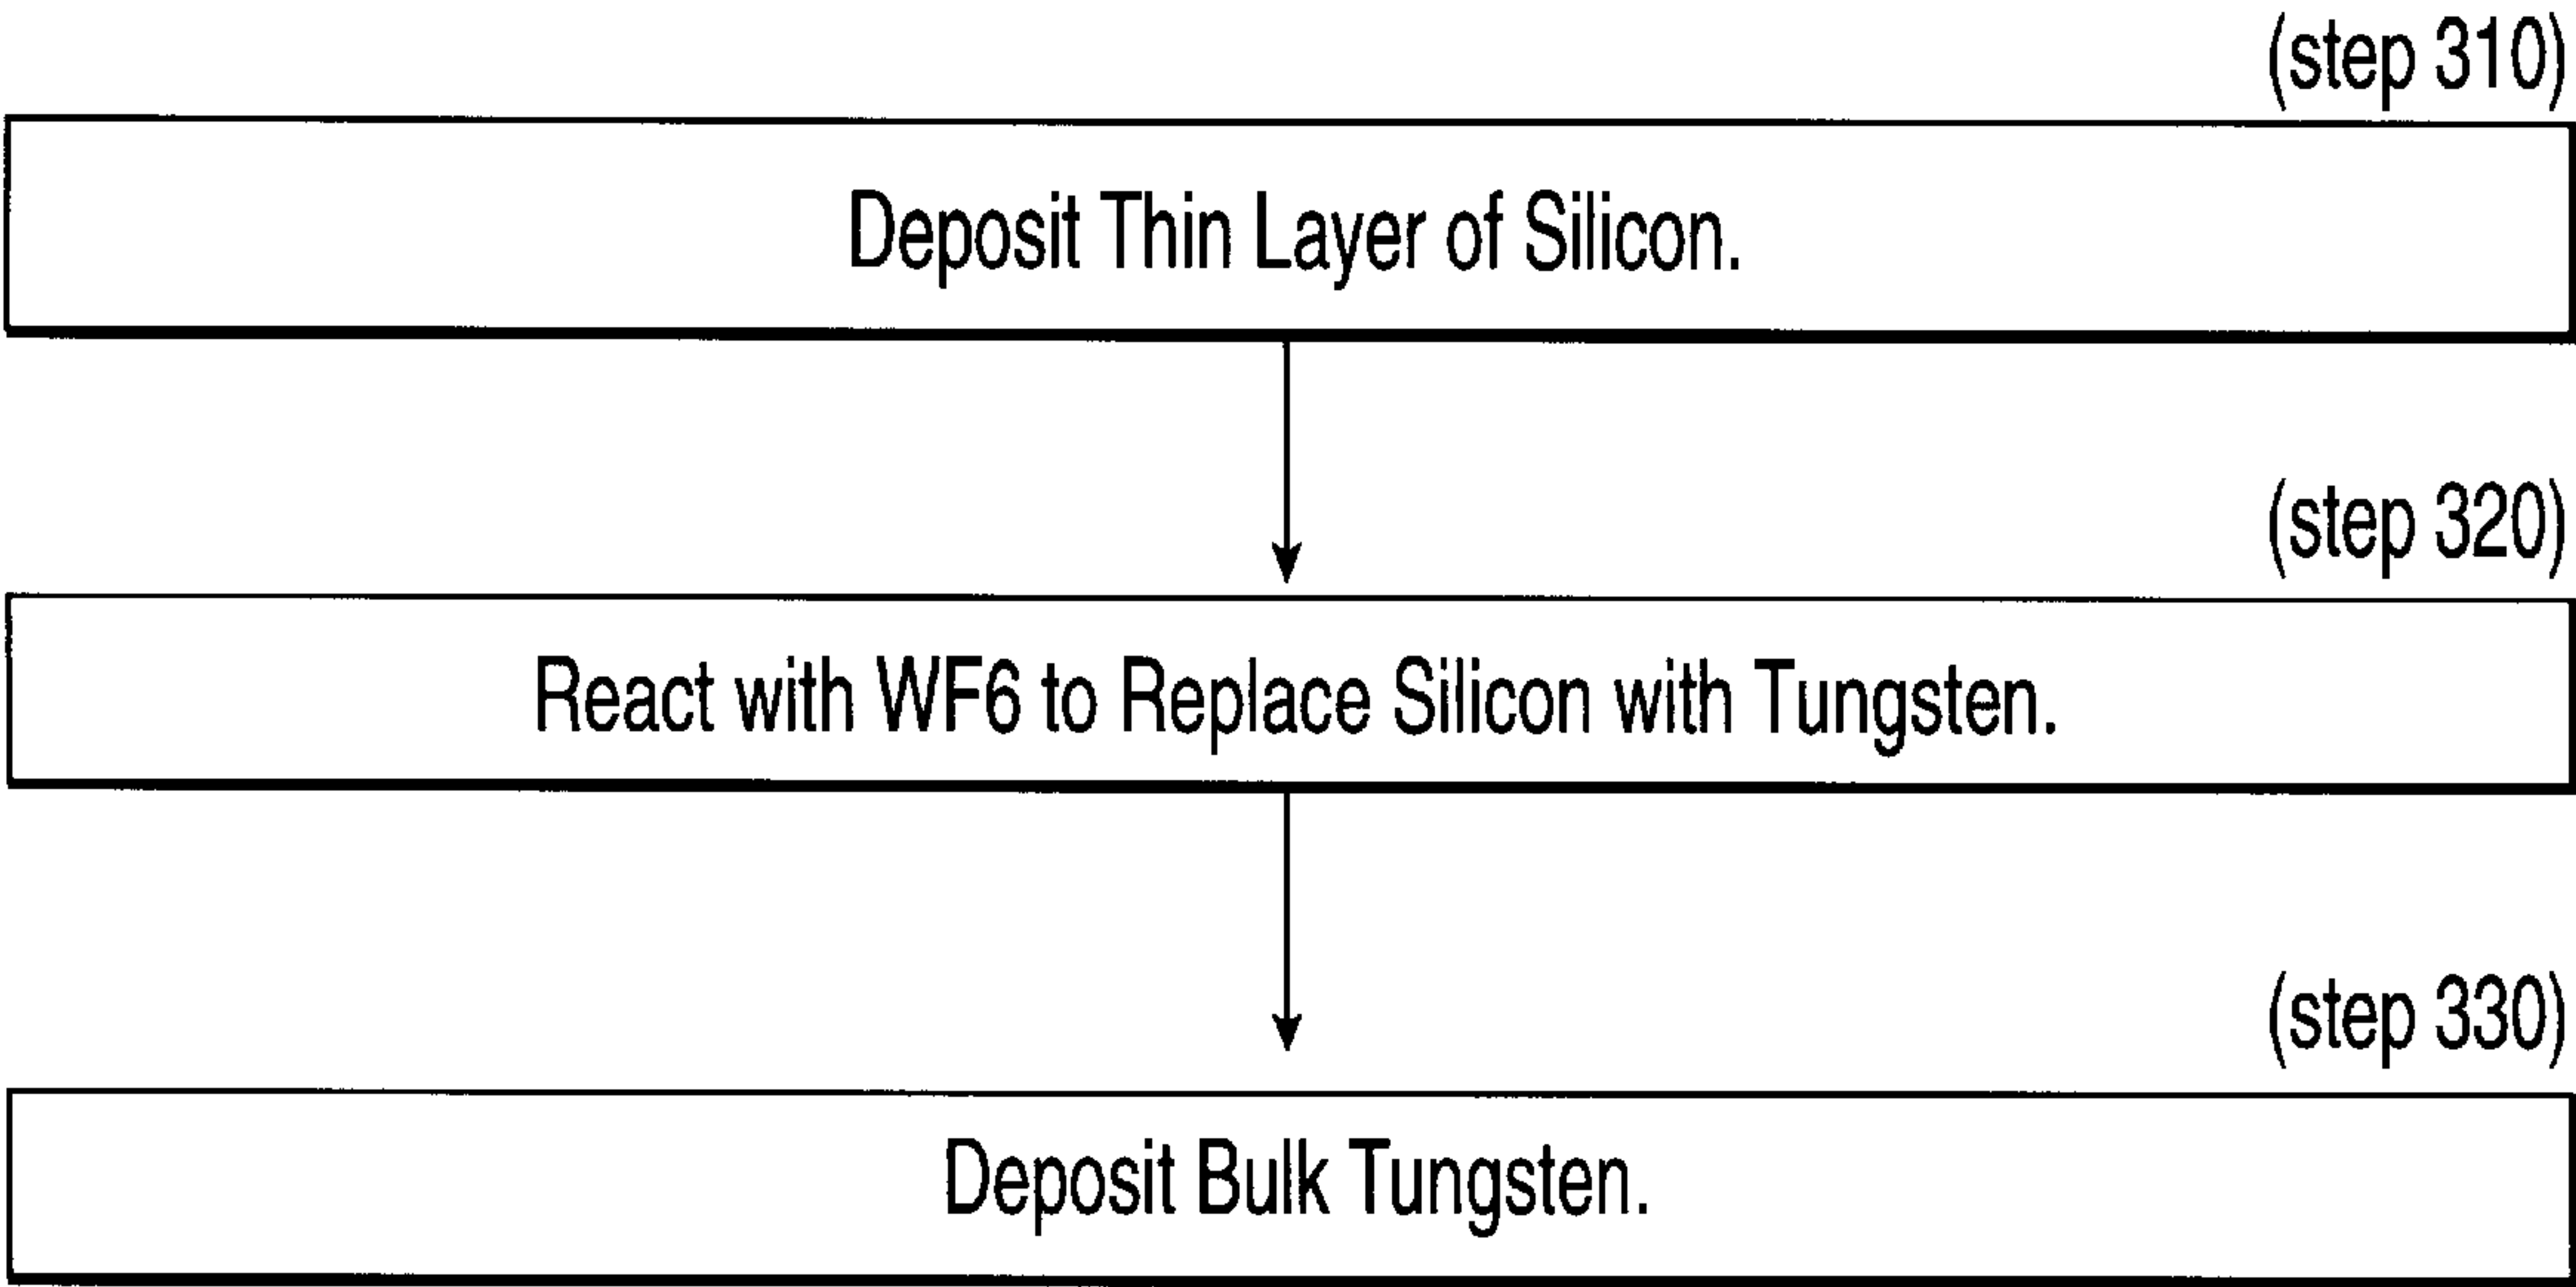 (step 310)
Deposit Thin Layer of Silicon.
(step 320)
React with WF6 to Replace Silicon with Tungsten.
(step 330)
Deposit Bulk Tungsten.